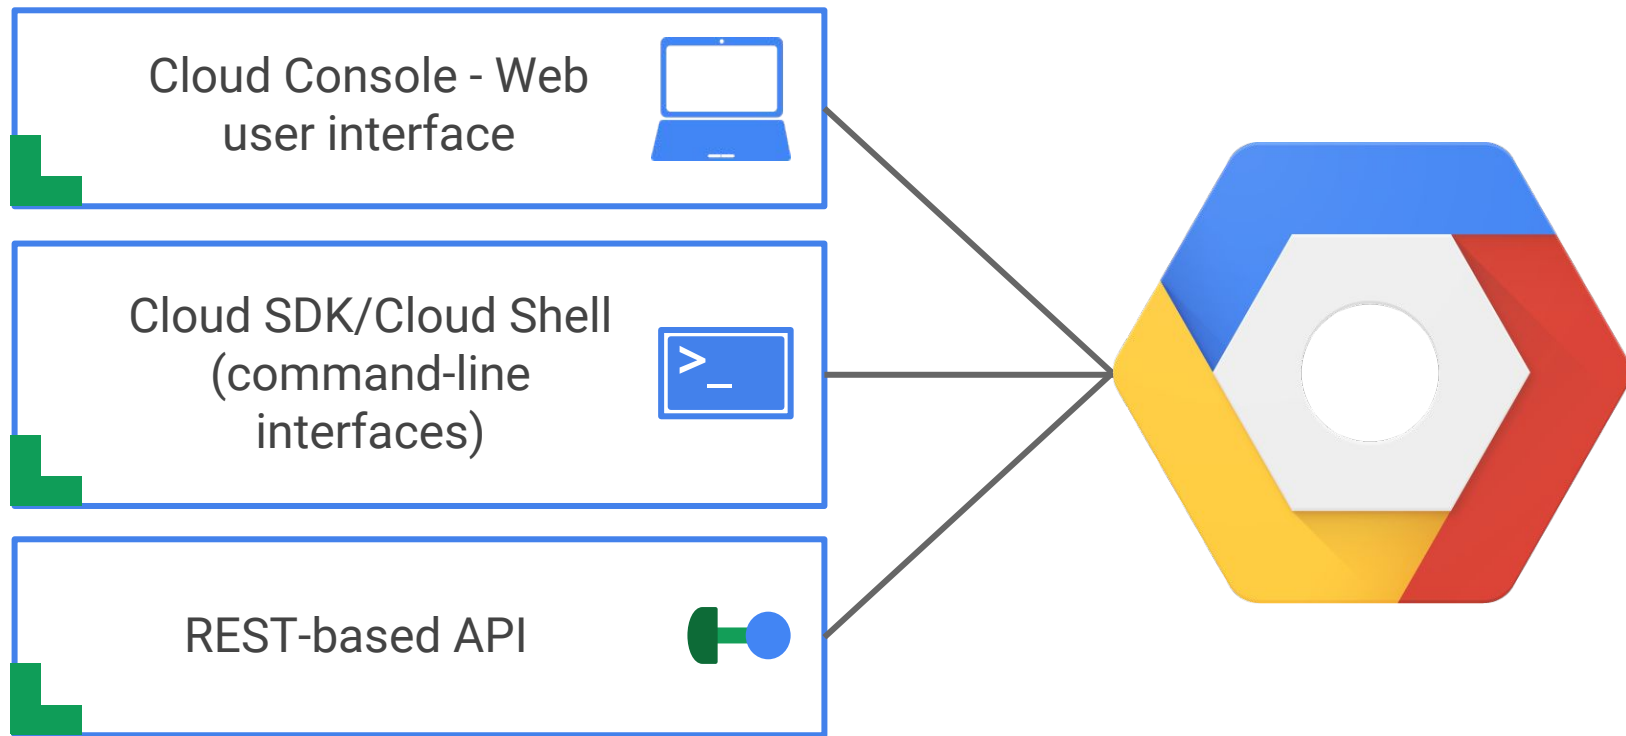 Cloud Console - Web
user interface
Cloud SDK/Cloud Shell
(command-line
interfaces)
>_
REST-based API